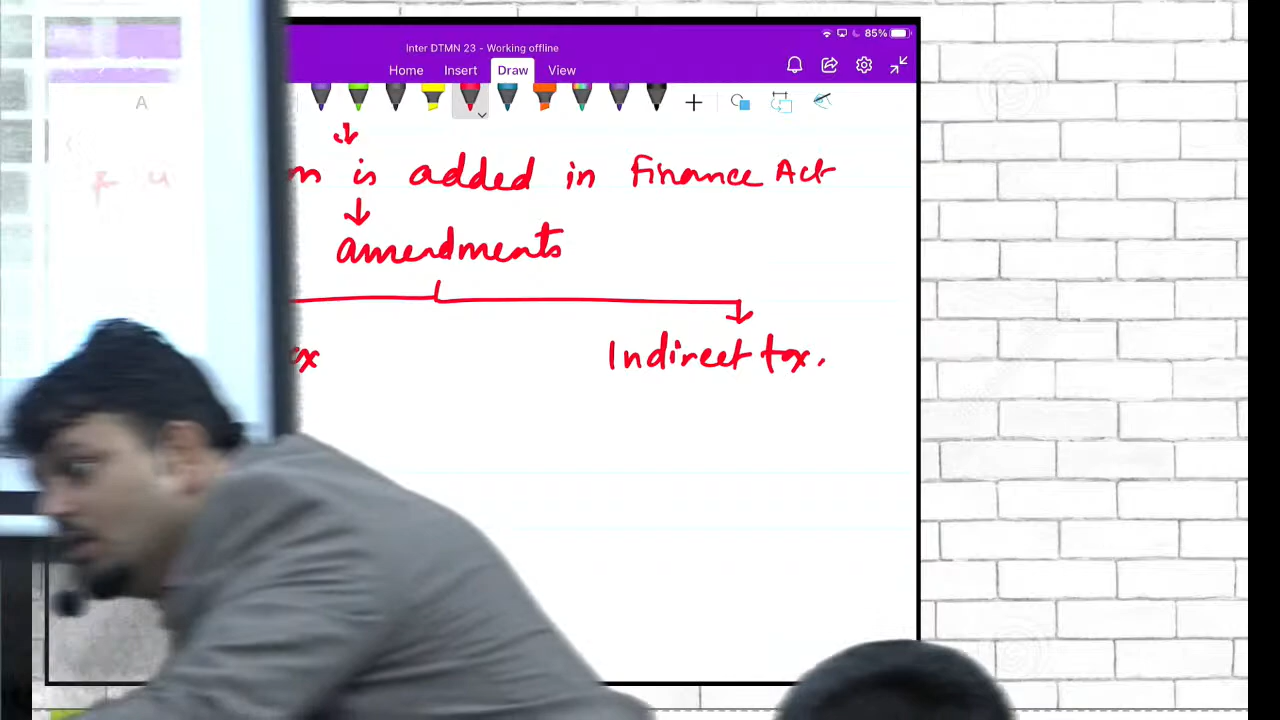 85%
Inter DTMN 23 - Working offline
Home Insert Draw View
A
is added in Finance Act
amendments
Indirect tax.